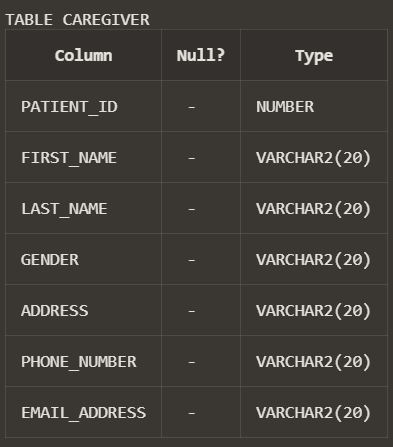 TABLE CAREGIVER
Column Null? Type
PATIENT_ID - NUMBER
FIRST_NAME - VARCHAR2(20)
LAST_NAME - VARCHAR2(20)
GENDER - VARCHAR2(20)
ADDRESS - VARCHAR2(20)
PHONE_NUMBER - VARCHAR2(20)
EMAIL_ADDRESS - VARCHAR2(20)